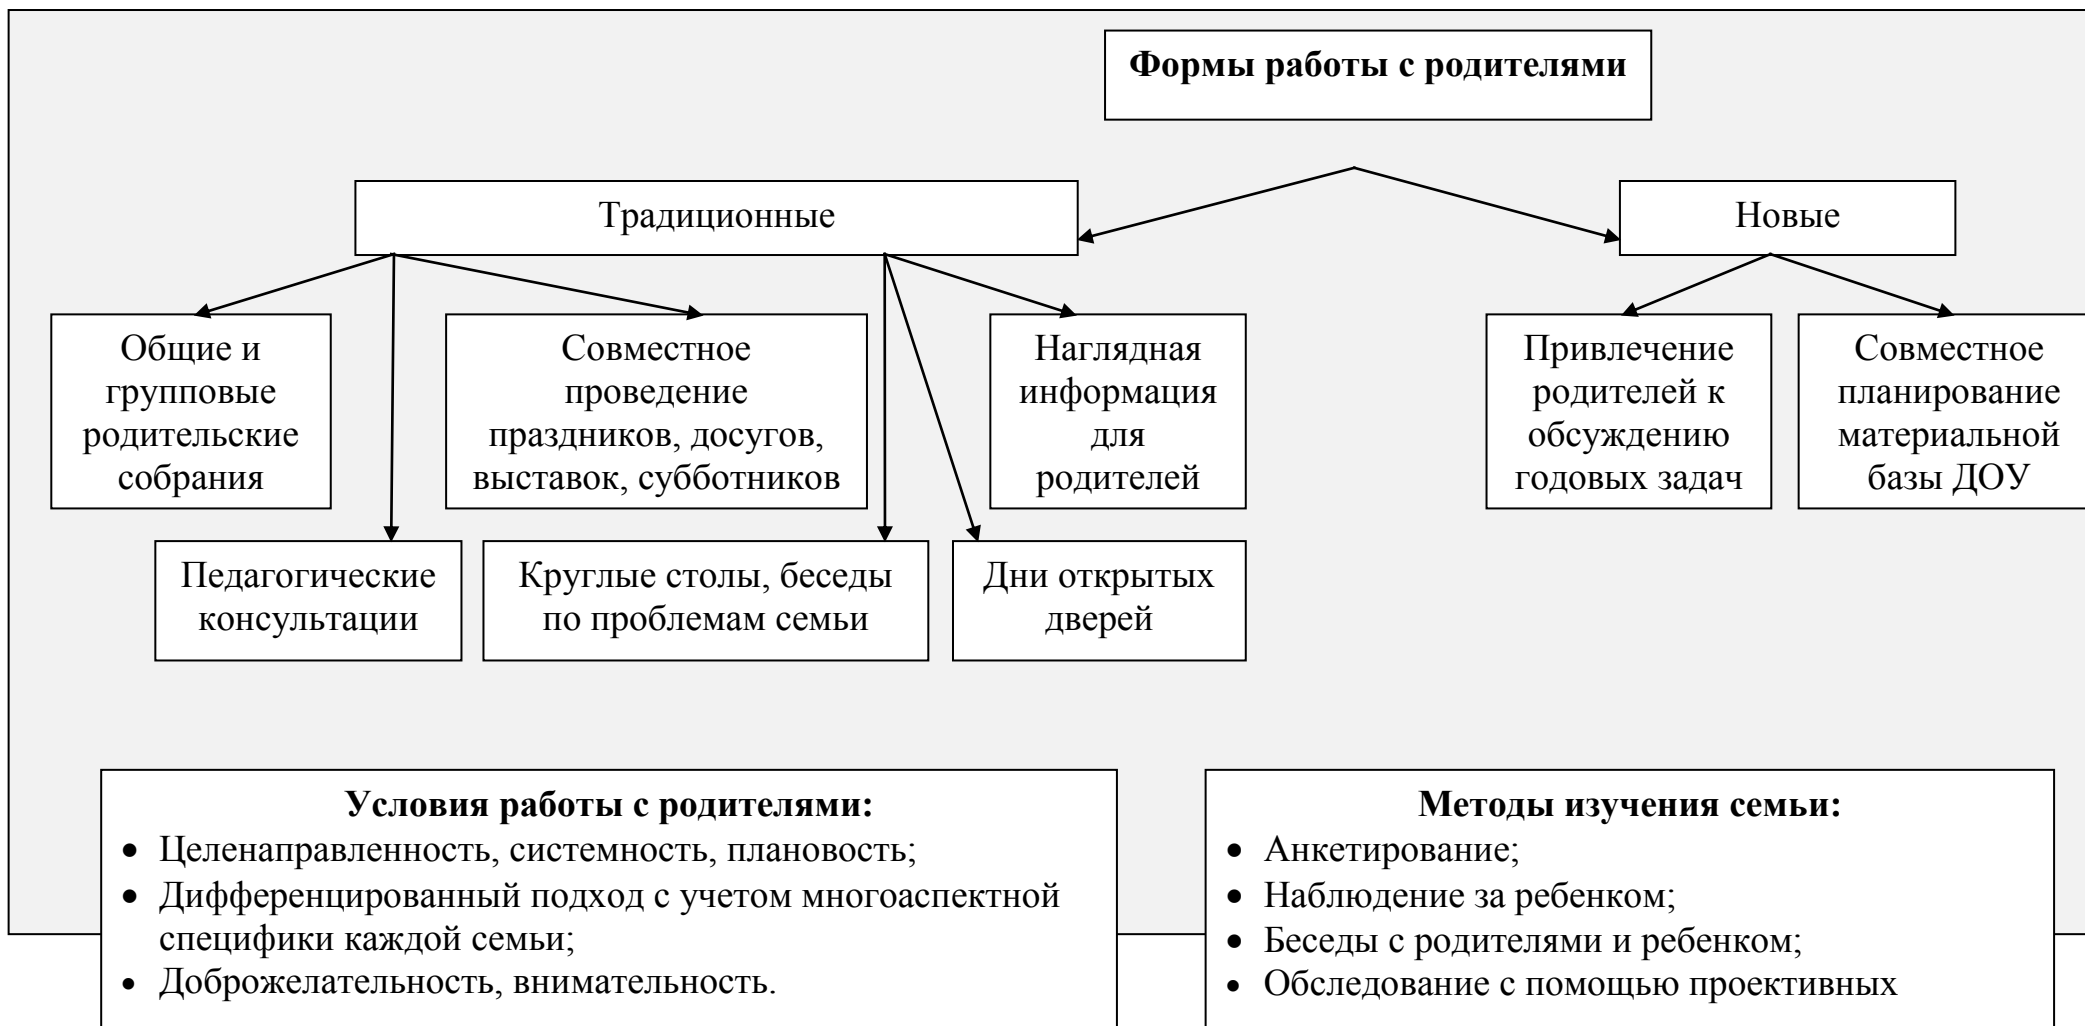 Формы работы с родителями
Традиционные
Новые
Общие и
групповые
родительские
собрания
Совместное
проведение
праздников, досугов,
выставок, субботников
Наглядная
информация
для
родителей
Привлечение
родителей к
обсуждению
годовых задач
Совместное
планирование
материальной
базы ДОУ
Педагогические
консультации
Круглые столы, беседы
по проблемам семьи
Дни открытых
дверей
Условия работы с родителями:
• Целенаправленность, системность, плановость;
• Дифференцированный подход с учетом многоаспектной
специфики каждой семьи;
• Доброжелательность, внимательность.
Методы изучения семьи:
• Анкетирование;
• Наблюдение за ребенком;
• Беседы с родителями и ребенком;
• Обследование с помощью проективных